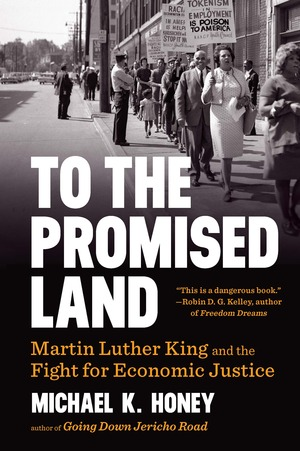 TOKENISM
IN
EMPLOYMENT
IS POISON
TO AMERICA
TO THE
PROMISED
LAND
“This is a dangerous book.”
—Robin D. G. Kelley, author
of Freedom Dreams
Martin Luther King and the
Fight for Economic Justice
MICHAEL K. HONEY
author of Going Down Jericho Road